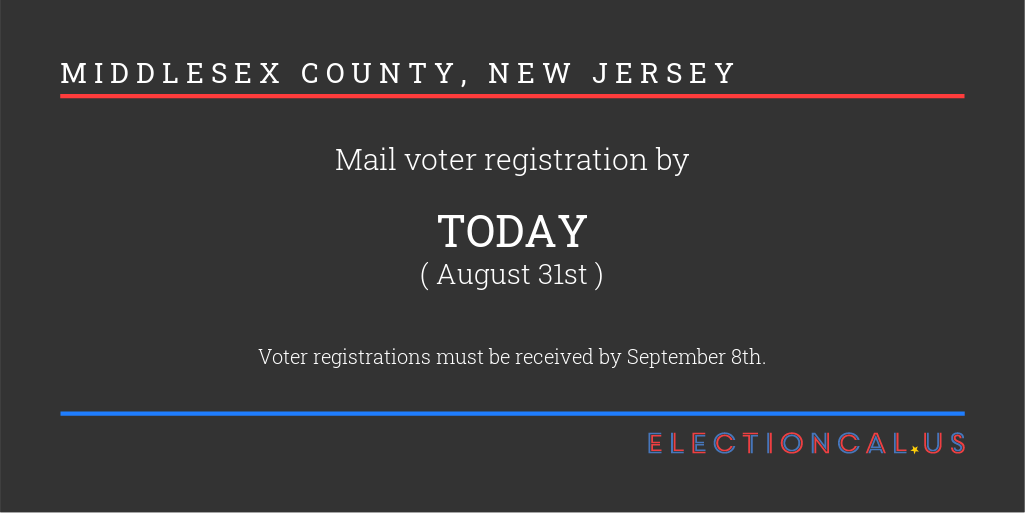 MIDDLESEX COUNTY, NEW JERSEY
Mail voter registration by
TODAY
( August 31st )
Voter registrations must be received by September 8th.
ELECTIONCAL★US